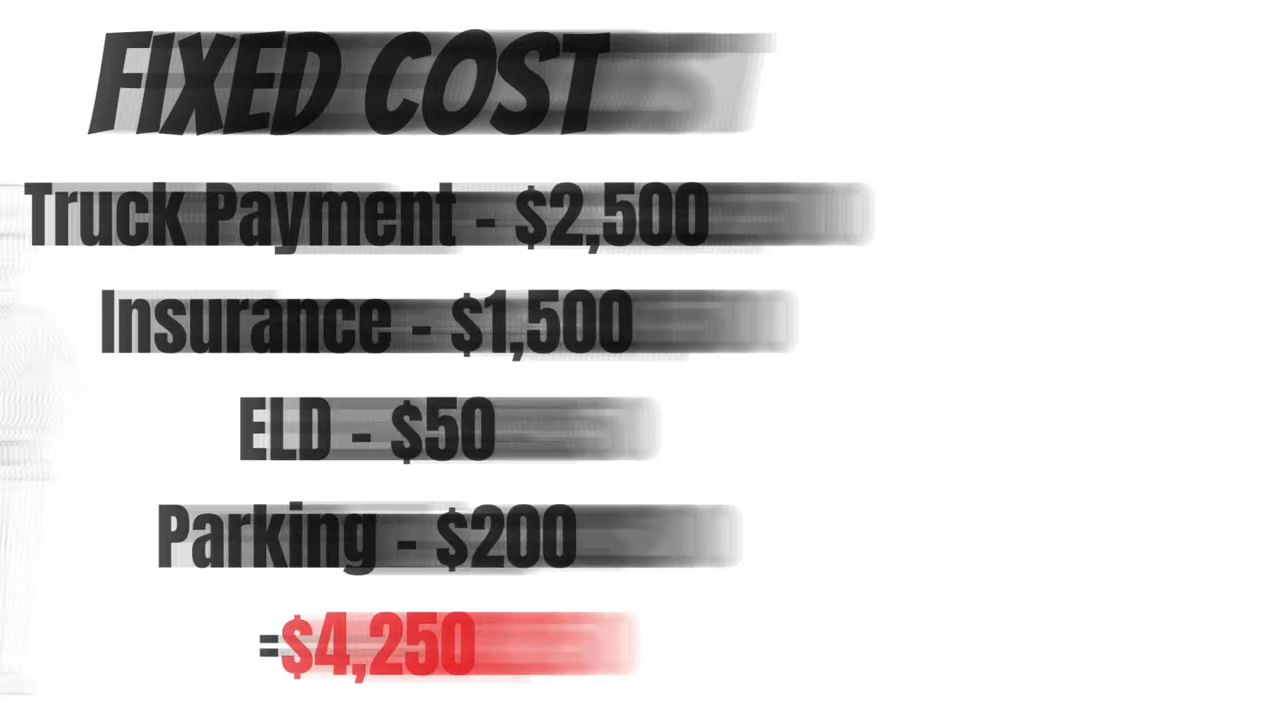 FIXED COST
Truck Payment - $2,500
Insurance - $1,500
ELD - $50
Parking - $200
=$4,250